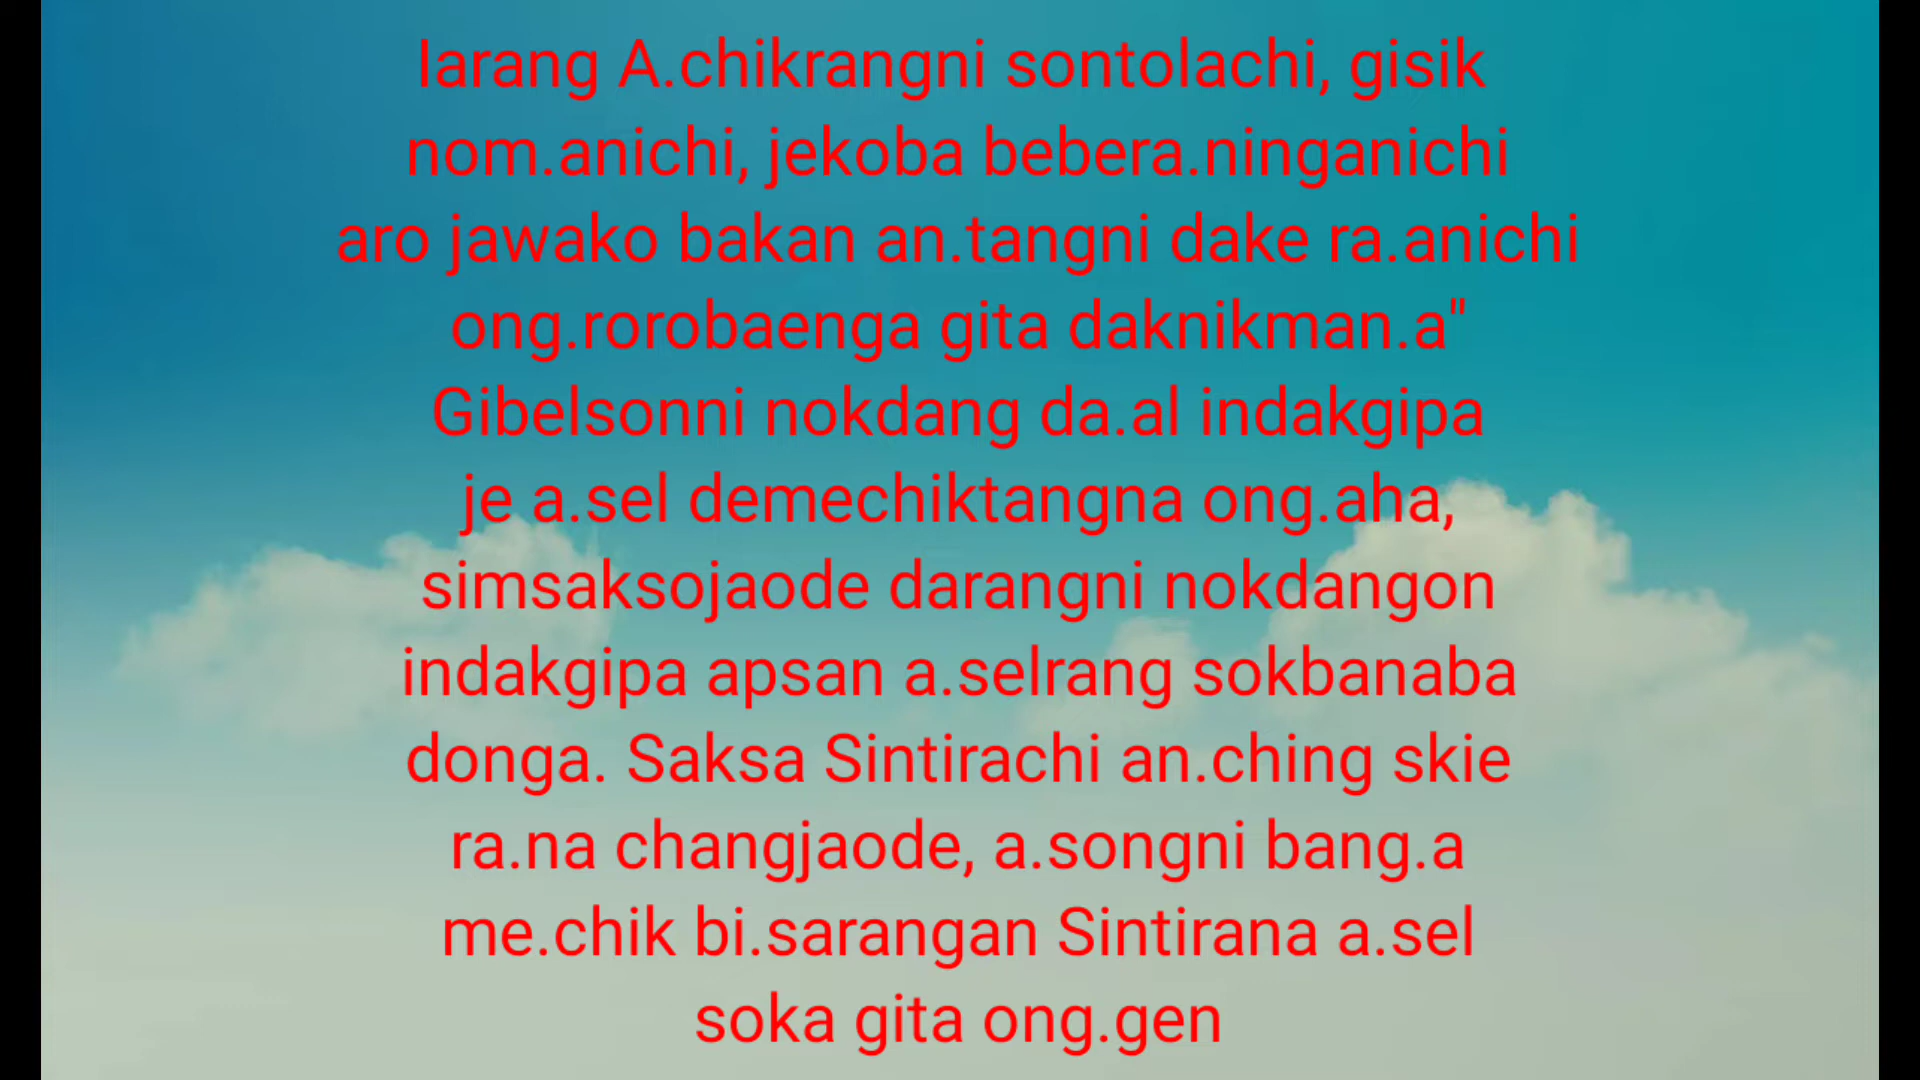 Iarang A.chikrangni sontolachi, gisik
nom.anichi, jekoba bebera.ninganichi
aro jawako bakan an.tangni dake ra.anichi
ong.rorobaenga gita daknikman.a"
Gibelsonni nokdang da.al indakgipa
je a.sel demechiktangna ong.aha,
simsaksojaode darangni nokdangon
indakgipa apsan a.selrang sokbanaba
donga. Saksa Sintirachi an.ching skie
ra.na changjaode, a.songni bang.a
me.chik bi.sarangan Sintirana a.sel
soka gita ong.gen